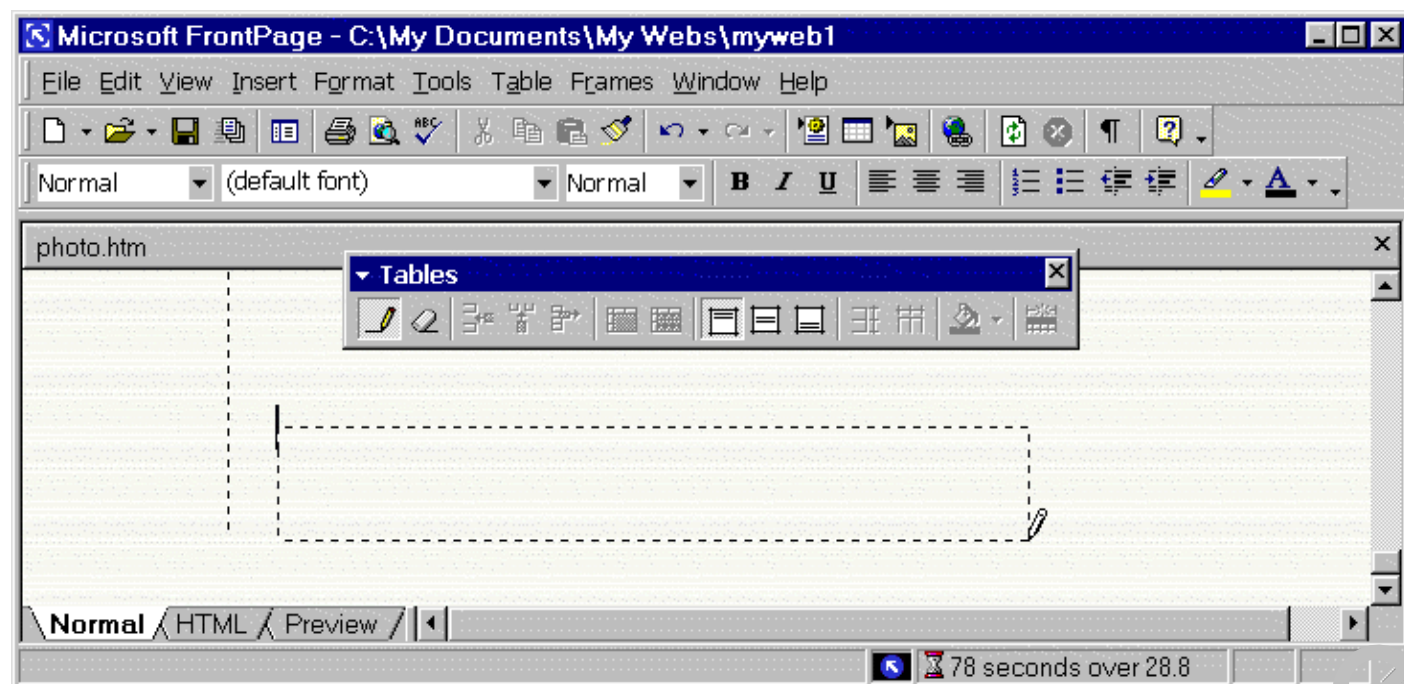 Microsoft FrontPage - C:\My Documents\My Webs\myweb1
File Edit View Insert Format Tools Table Frames Window Help
ABC
Normal (default font) Normal B I U A
photo.htm
Tables
Normal HTML Preview
78 seconds over 28.8